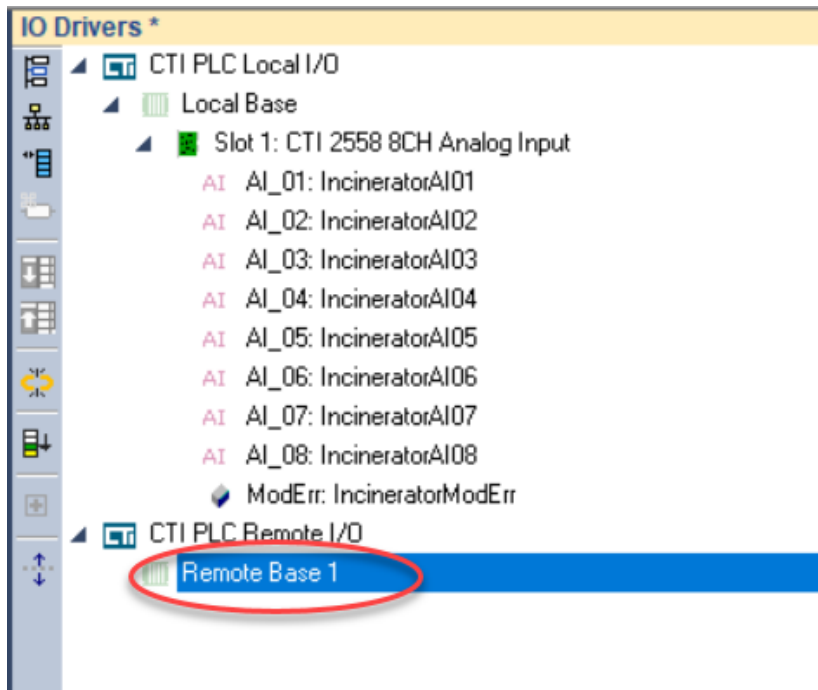 IO Drivers *
CTI PLC Local I/O
Local Base
Slot 1: CTI 2558 8CH Analog Input
AI AI_01: IncineratorAI01
AI AI_02: IncineratorAI02
AI AI_03: IncineratorAI03
AI AI_04: IncineratorAI04
AI AI_05: IncineratorAI05
AI AI_06: IncineratorAI06
AI AI_07: IncineratorAI07
AI AI_08: IncineratorAI08
ModErr: IncineratorModErr
CTI PLC Remote I/O
Remote Base 1